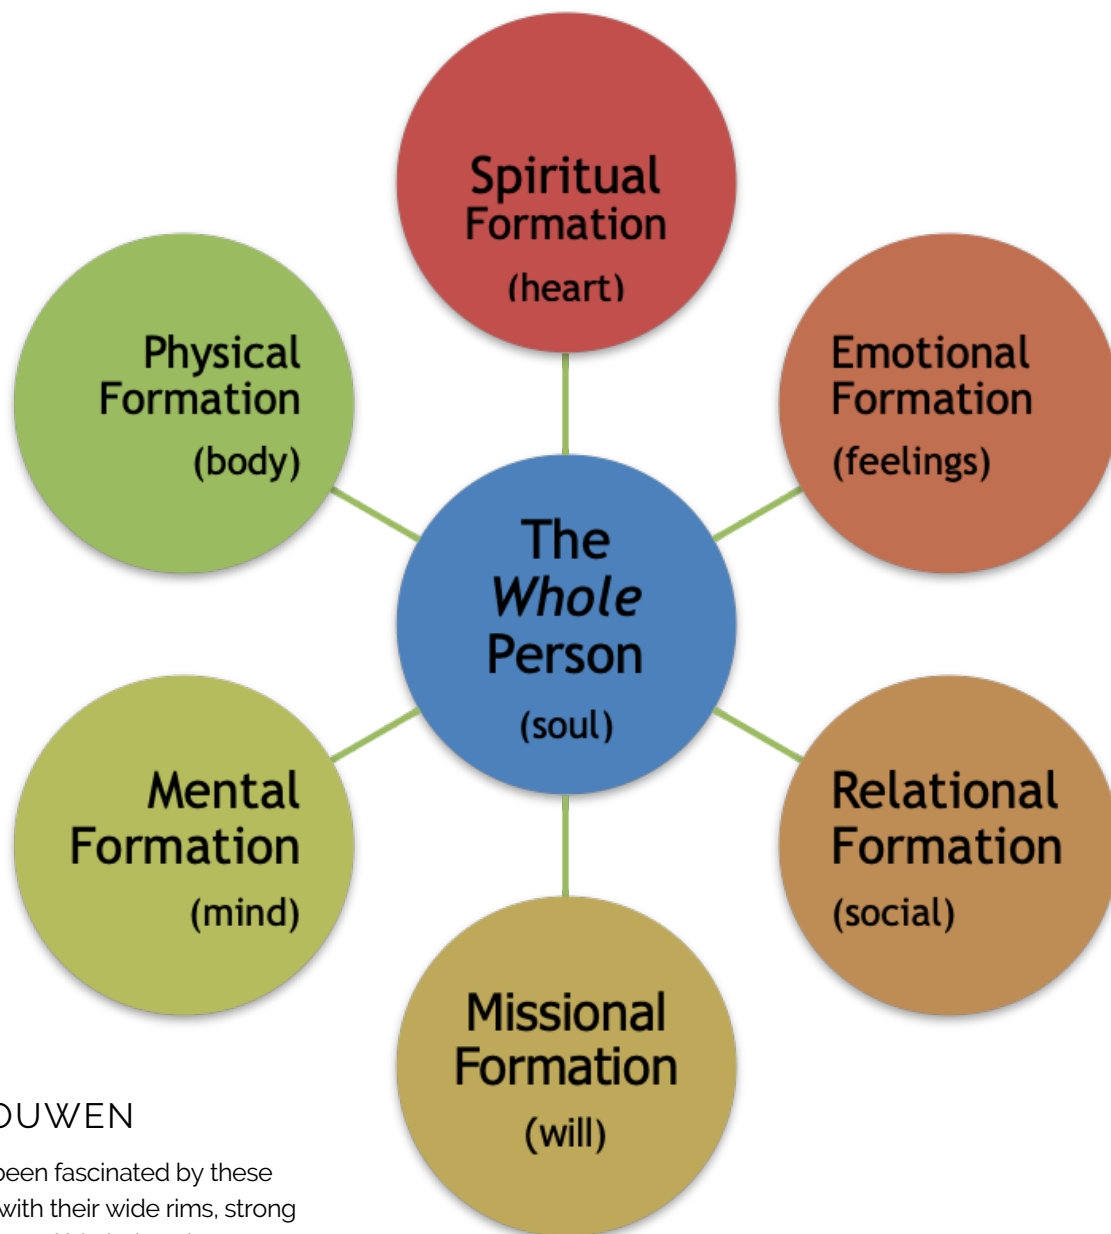 Spiritual
Formation
(heart)
Physical
Formation
(body)
Emotional
Formation
(feelings)
The
Whole
Person
(soul)
Mental
Formation
(mind)
Relational
Formation
(social)
Missional
Formation
(will)
OUWEN
been fascinated by these
with their wide rims, strong